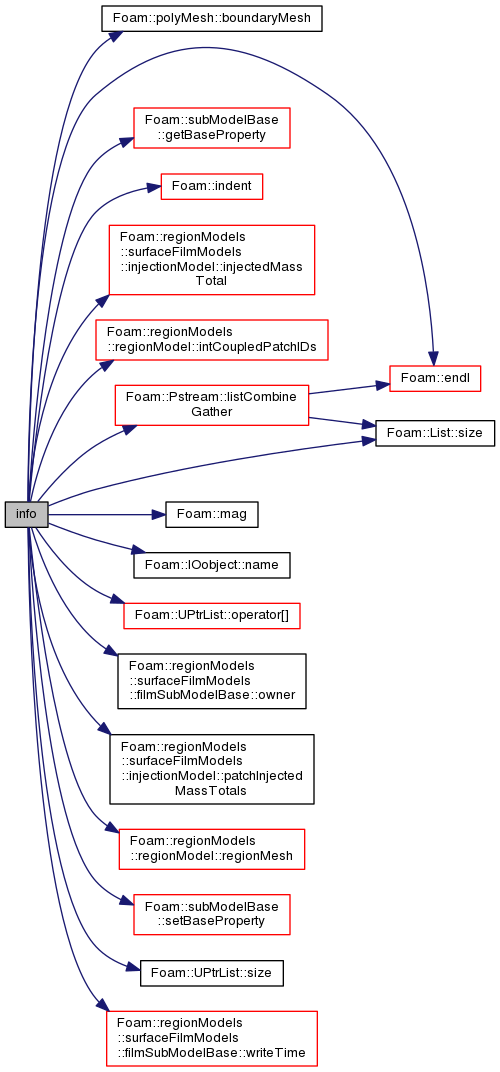 Foam::polyMesh::boundaryMesh
Foam::subModelBase
::getBaseProperty
Foam::indent
Foam::regionModels
::surfaceFilmModels
::injectionModel::injectedMass
Total
Foam::regionModels
::regionModel::intCoupledPatchIDs
Foam::endl
Foam::Pstream::listCombine
Gather
Foam::List::size
info
Foam::mag
Foam::IOobject::name
Foam::UPtrList::operator[]
Foam::regionModels
::surfaceFilmModels
::filmSubModelBase::owner
Foam::regionModels
::surfaceFilmModels
::injectionModel::patchInjected
MassTotals
Foam::regionModels
::regionModel::regionMesh
Foam::subModelBase
::setBaseProperty
Foam::UPtrList::size
Foam::regionModels
::surfaceFilmModels
::filmSubModelBase::writeTime